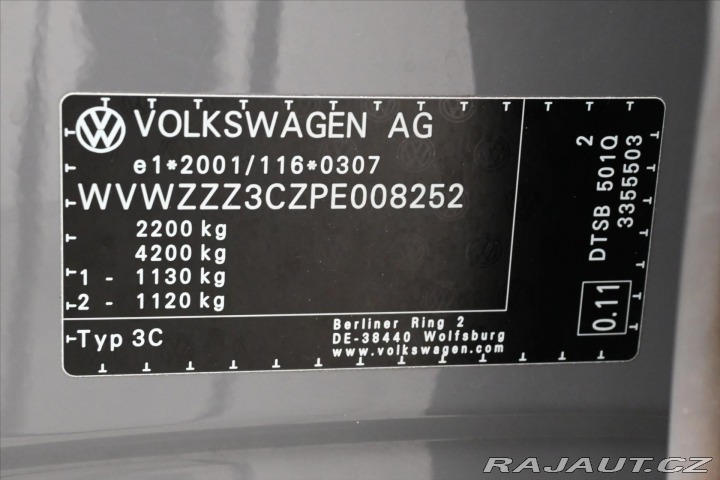 VOLKSWAGEN AG
e1*2001/116*0307
WVWZZZ3CZPE008252
2200 kg
4200 kg
1 - 1130 kg
2 - 1120 kg
Typ 3C
Berliner Ring 2
DE-38440 Wolfsburg
www.volkswagen.com
2
DTSB 501Q
3355503
0.11
RAJAUT.CZ